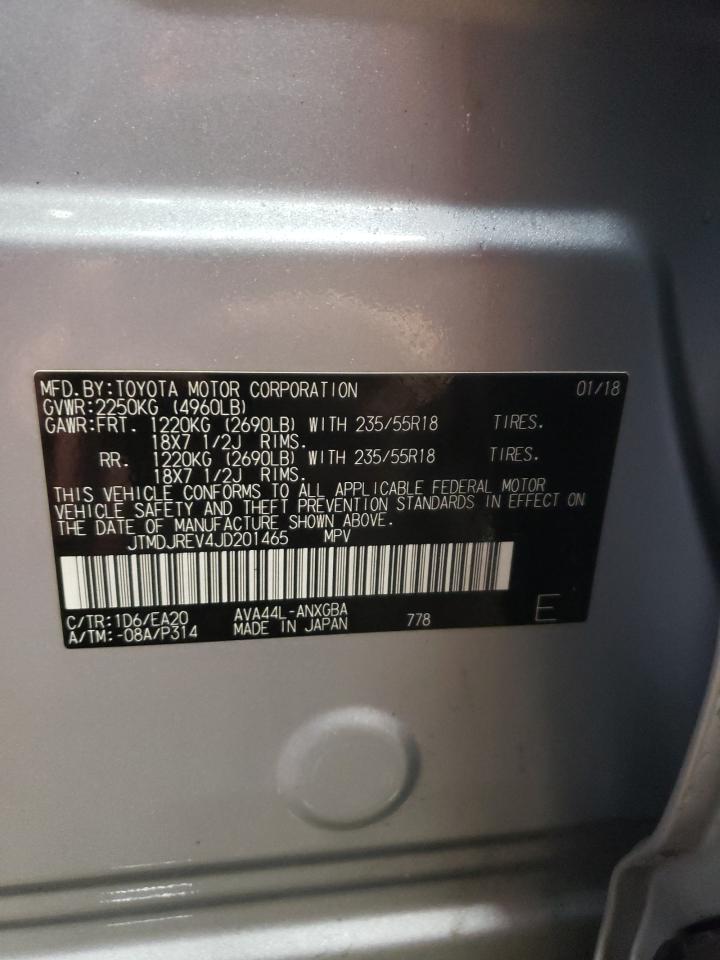 MFD.BY:TOYOTA MOTOR CORPORATION 01/18
GVWR:2250KG (4960LB)
GAWR:FRT. 1220KG (2690LB) WITH 235/55R18 TIRES.
18X7 1/2J RIMS.
RR. 1220KG (2690LB) WITH 235/55R18 TIRES.
18X7 1/2J RIMS.
THIS VEHICLE CONFORMS TO ALL APPLICABLE FEDERAL MOTOR
VEHICLE SAFETY AND THEFT PREVENTION STANDARDS IN EFFECT ON
THE DATE OF MANUFACTURE SHOWN ABOVE.
JTMDJREV4JD201465 MPV
C/TR:1D6/EA20 AVA44L-ANXGBA 778 E
A/TM:-08A/P314 MADE IN JAPAN